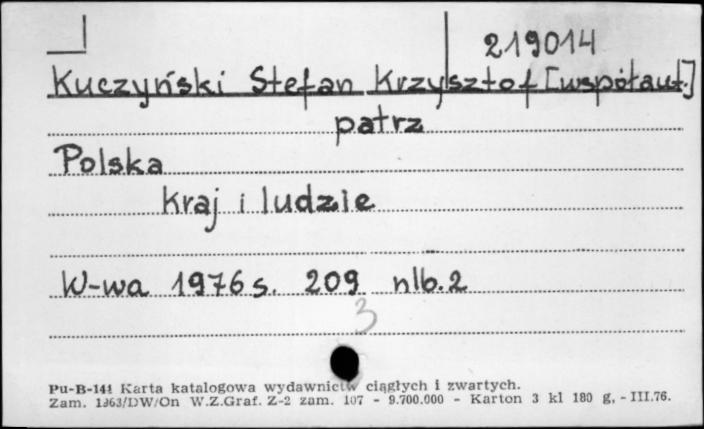 219014
Kuczyński Stefan Krzysztof [współaut.]
patrz
Polska
kraj i ludzie
W-wa 1976 s. 209 nlb. 2
3
Pu-B-141 Karta katalogowa wydawnictw ciągłych i zwartych.
Zam. 1363/DW/On W.Z.Graf. Z-2 zam. 107 - 9.700.000 - Karton 3 kl 180 g, - III.76.